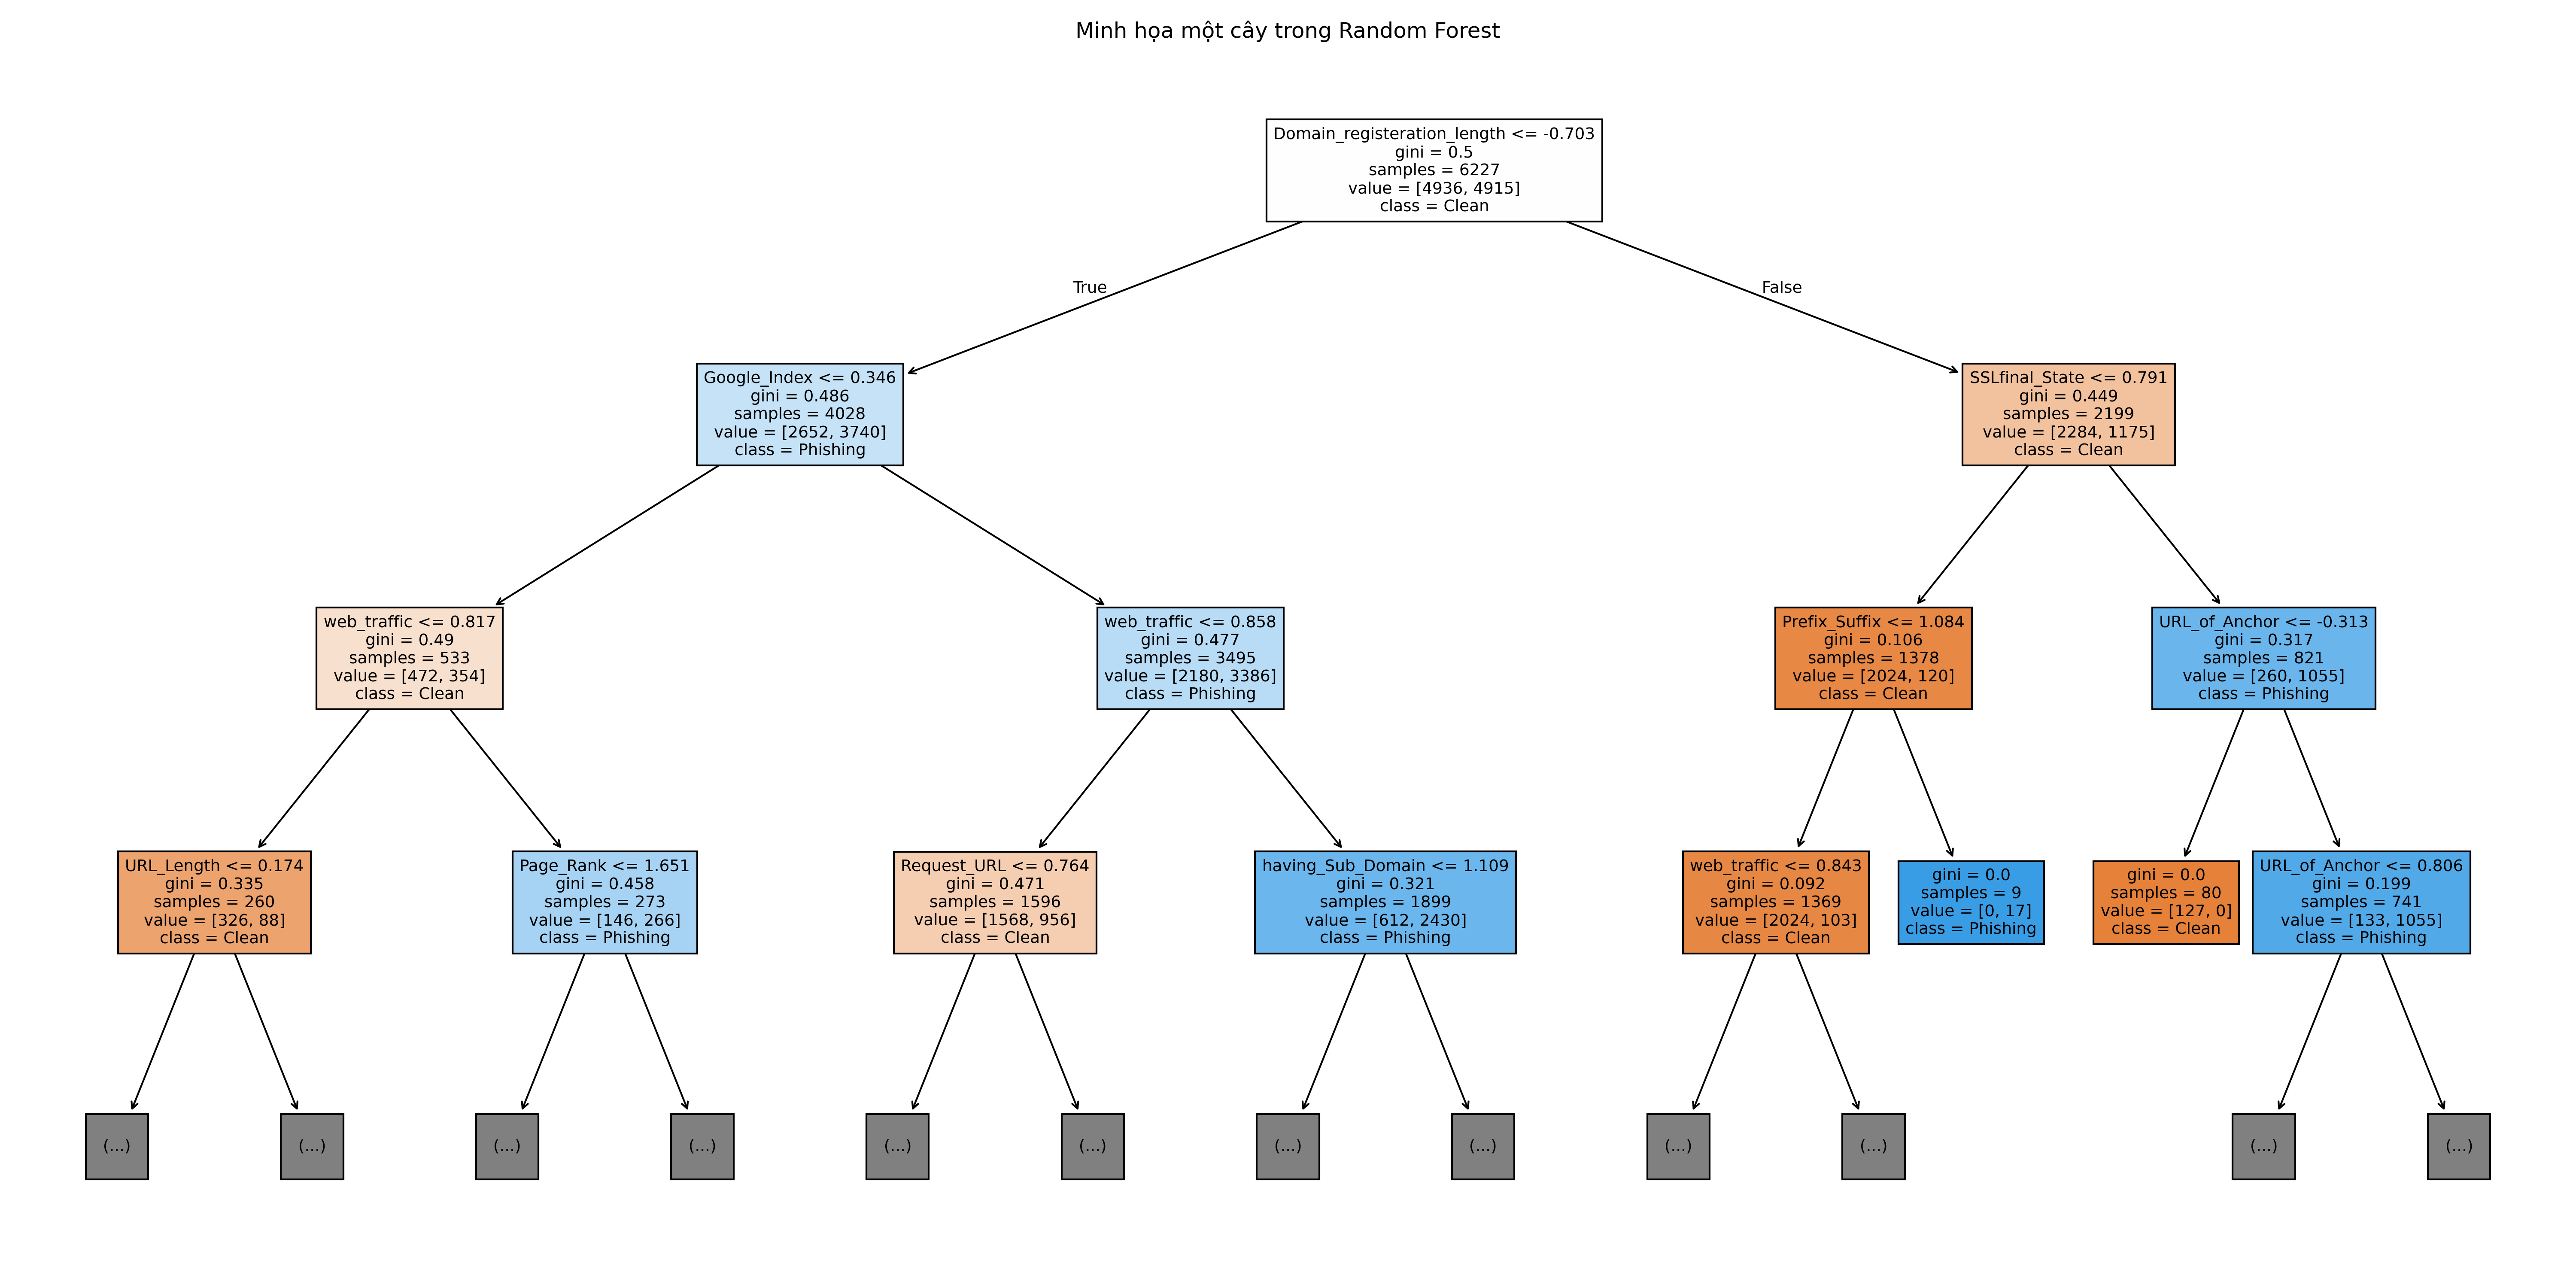 Minh họa một cây trong Random Forest
Domain_registeration_length <= -0.703
gini = 0.5
samples = 6227
value = [4936, 4915]
class = Clean
True
False
Google_Index <= 0.346
gini = 0.486
samples = 4028
value = [2652, 3740]
class = Phishing
SSLfinal_State <= 0.791
gini = 0.449
samples = 2199
value = [2284, 1175]
class = Clean
web_traffic <= 0.817
gini = 0.49
samples = 533
value = [472, 354]
class = Clean
web_traffic <= 0.858
gini = 0.477
samples = 3495
value = [2180, 3386]
class = Phishing
Prefix_Suffix <= 1.084
gini = 0.106
samples = 1378
value = [2024, 120]
class = Clean
URL_of_Anchor <= -0.313
gini = 0.317
samples = 821
value = [260, 1055]
class = Phishing
URL_Length <= 0.174
gini = 0.335
samples = 260
value = [326, 88]
class = Clean
Page_Rank <= 1.651
gini = 0.458
samples = 273
value = [146, 266]
class = Phishing
Request_URL <= 0.764
gini = 0.471
samples = 1596
value = [1568, 956]
class = Clean
having_Sub_Domain <= 1.109
gini = 0.321
samples = 1899
value = [612, 2430]
class = Phishing
web_traffic <= 0.843
gini = 0.092
samples = 1369
value = [2024, 103]
class = Clean
gini = 0.0
samples = 9
value = [0, 17]
class = Phishing
gini = 0.0
samples = 80
value = [127, 0]
class = Clean
URL_of_Anchor <= 0.806
gini = 0.199
samples = 741
value = [133, 1055]
class = Phishing
(...)
(...)
(...)
(...)
(...)
(...)
(...)
(...)
(...)
(...)
(...)
(...)